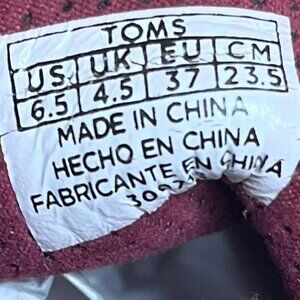 TOMS
US UK EU CM
6.5 4.5 37 23.5
MADE IN CHINA
HECHO EN CHINA
FABRICANTE EN CHINA